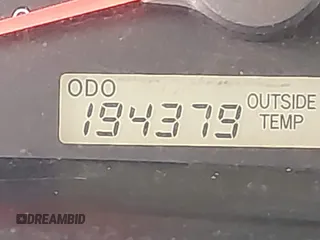 ODO
194379
OUTSIDE
TEMP
DREAMBID